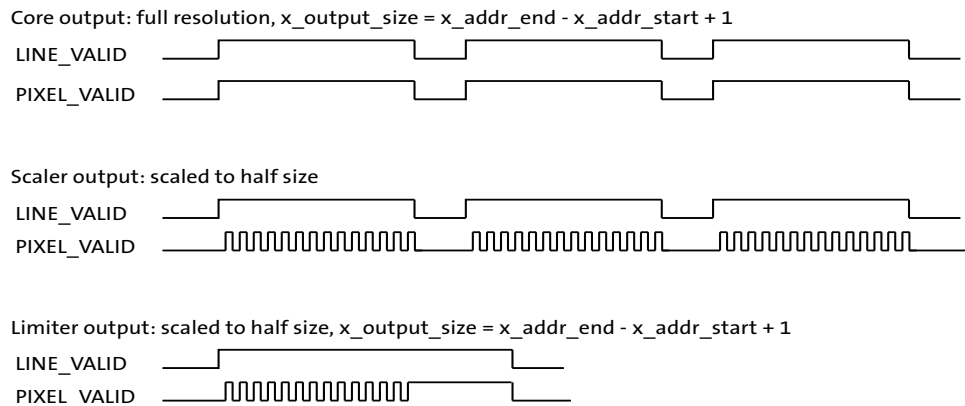 Core output: full resolution, x_output_size = x_addr_end - x_addr_start + 1
LINE_VALID
PIXEL_VALID
Scaler output: scaled to half size
LINE_VALID
PIXEL_VALID
Limiter output: scaled to half size, x_output_size = x_addr_end - x_addr_start + 1
LINE_VALID
PIXEL_VALID